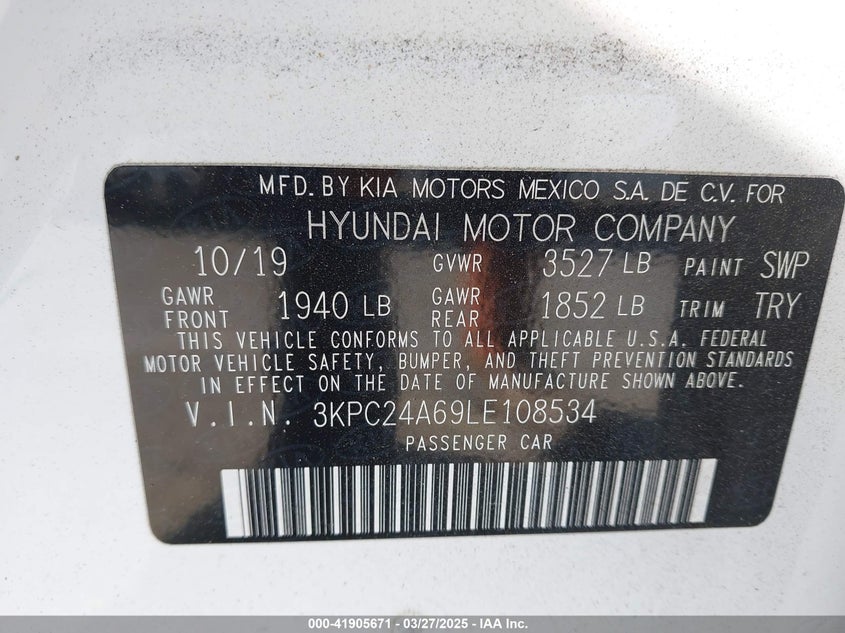 MFD. BY KIA MOTORS MEXICO S.A. DE C.V. FOR
HYUNDAI MOTOR COMPANY
10/19 GVWR 3527 LB PAINT SWP
GAWR FRONT 1940 LB GAWR REAR 1852 LB TRIM TRY
THIS VEHICLE CONFORMS TO ALL APPLICABLE U.S.A. FEDERAL
MOTOR VEHICLE SAFETY, BUMPER, AND THEFT PREVENTION STANDARDS
IN EFFECT ON THE DATE OF MANUFACTURE SHOWN ABOVE.
V.I.N. 3KPC24A69LE108534
PASSENGER CAR
000-41905671 — 03/27/2025 — IAA Inc.